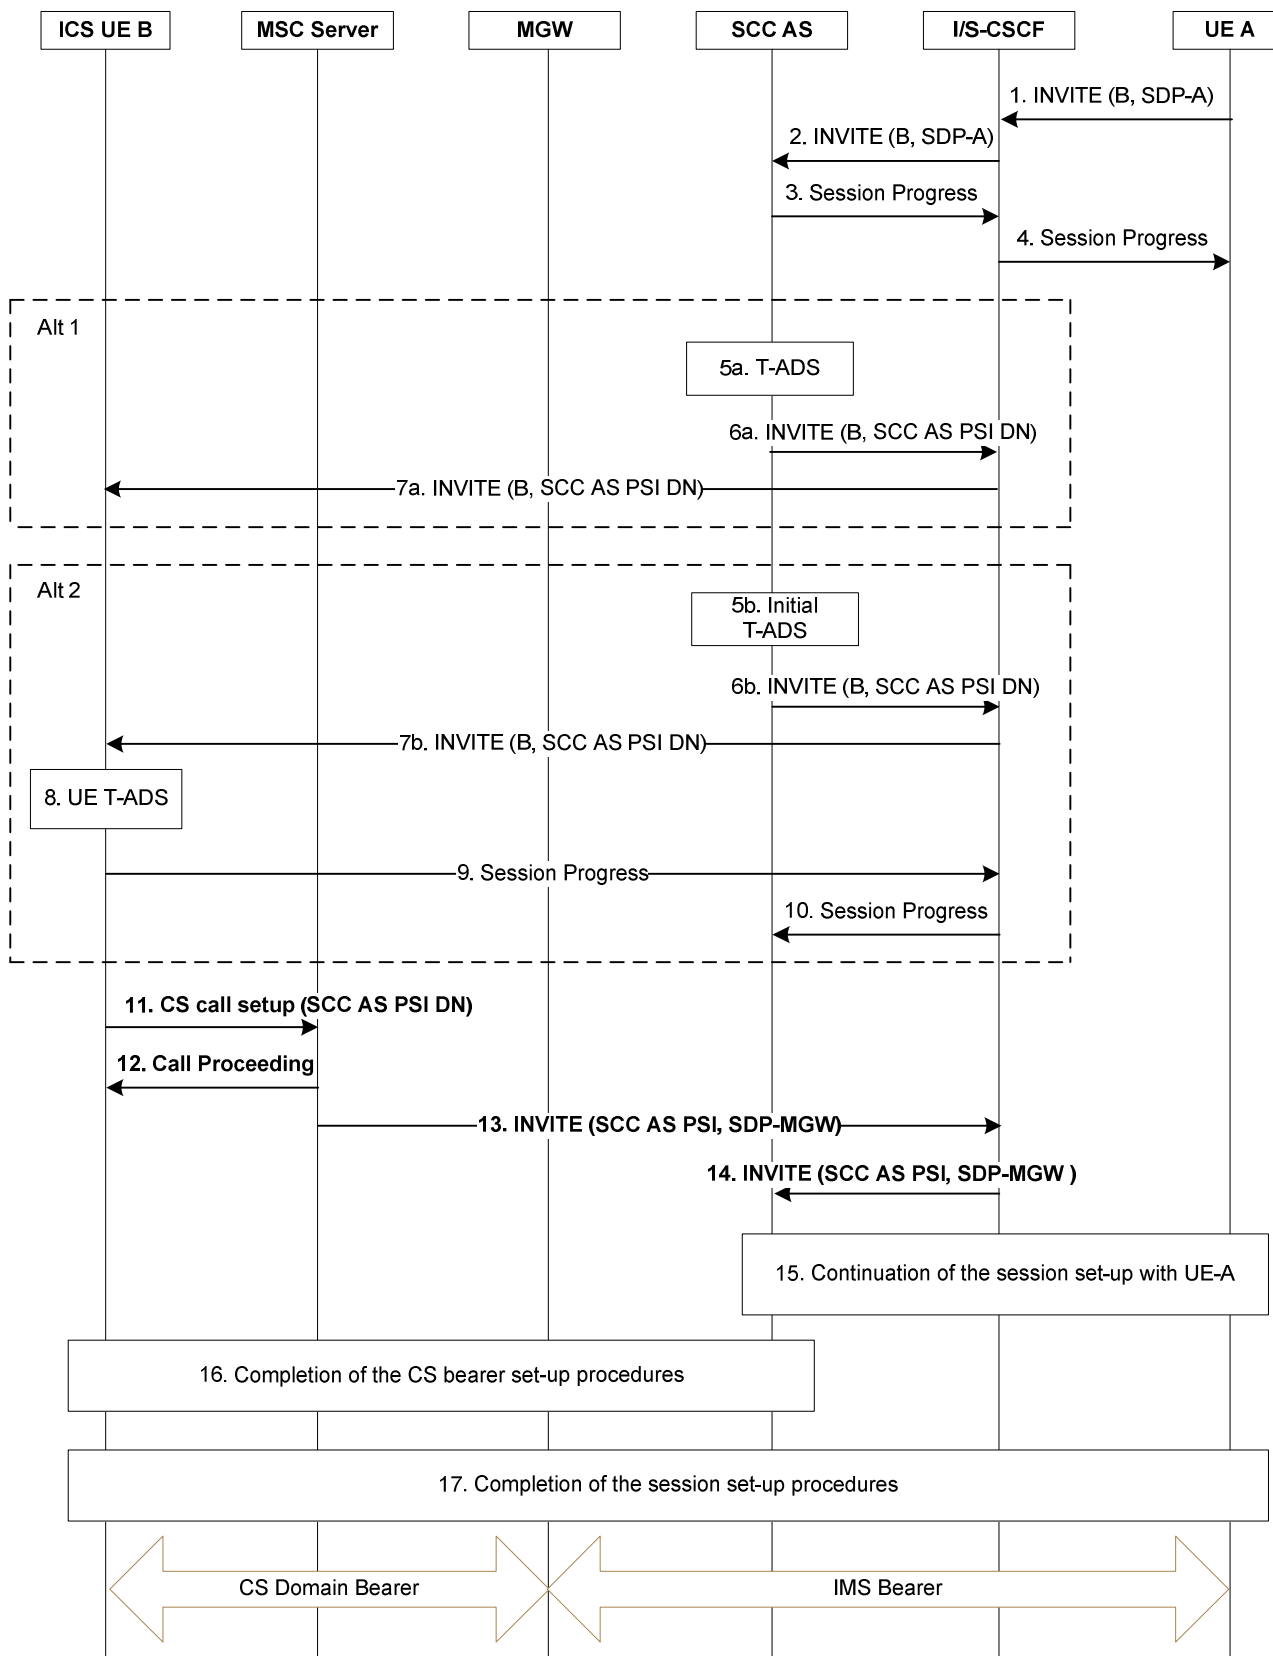 ICS UE B
MSC Server
MGW
SCC AS
I/S-CSCF
UE A
1. INVITE (B, SDP-A)
2. INVITE (B, SDP-A)
3. Session Progress
4. Session Progress
Alt 1
5a. T-ADS
6a. INVITE (B, SCC AS PSI DN)
7a. INVITE (B, SCC AS PSI DN)
Alt 2
5b. Initial
T-ADS
6b. INVITE (B, SCC AS PSI DN)
7b. INVITE (B, SCC AS PSI DN)
8. UE T-ADS
9. Session Progress
10. Session Progress
11. CS call setup (SCC AS PSI DN)
12. Call Proceeding
13. INVITE (SCC AS PSI, SDP-MGW)
14. INVITE (SCC AS PSI, SDP-MGW )
15. Continuation of the session set-up with UE-A
16. Completion of the CS bearer set-up procedures
17. Completion of the session set-up procedures
CS Domain Bearer
IMS Bearer